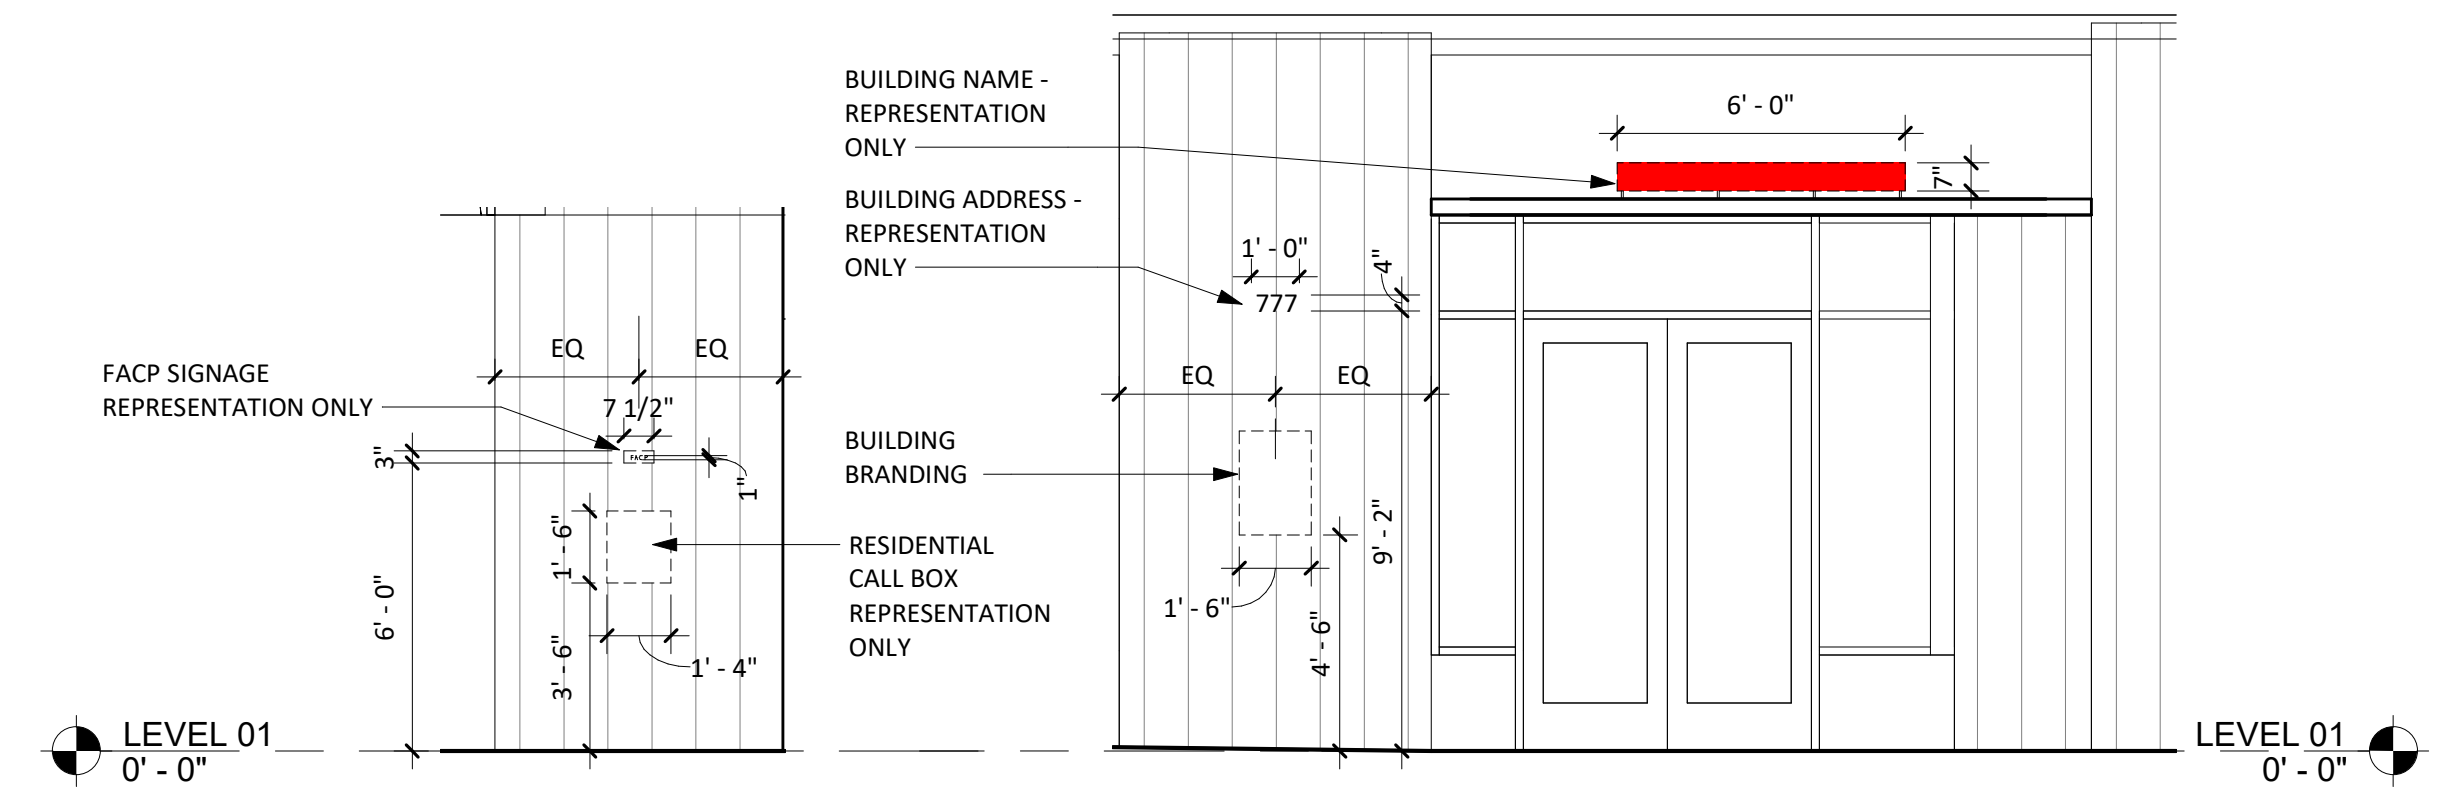 BUILDING NAME -
REPRESENTATION
ONLY
6' - 0"
7"
BUILDING ADDRESS -
REPRESENTATION
ONLY
1' - 0"
4"
777
EQ
EQ
EQ
EQ
FACP SIGNAGE
REPRESENTATION ONLY
7 1/2"
3"
FACP
1"
BUILDING
BRANDING
1' - 6"
9' - 2"
RESIDENTIAL
CALL BOX
REPRESENTATION
ONLY
6' - 0"
1' - 6"
4' - 6"
3' - 6"
1' - 4"
LEVEL 01
0' - 0"
LEVEL 01
0' - 0"